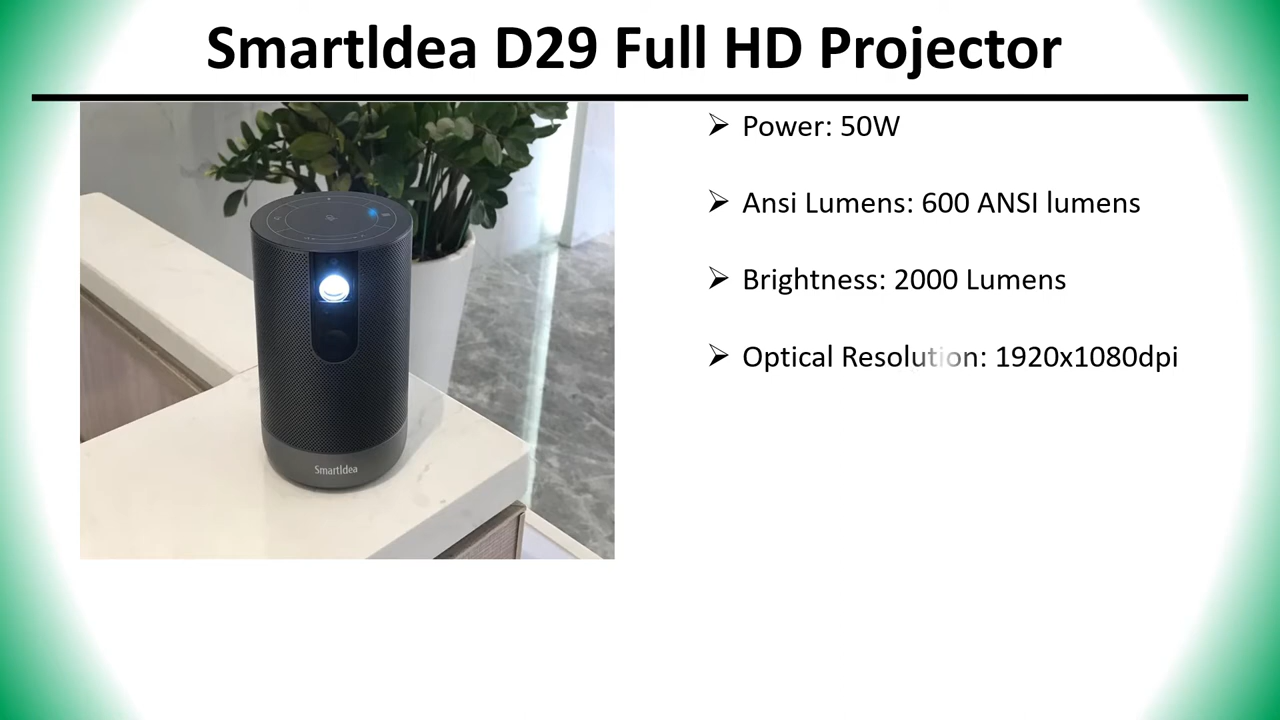 SmartIdea D29 Full HD Projector
Power: 50W
Ansi Lumens: 600 ANSI lumens
Brightness: 2000 Lumens
Optical Resolution: 1920x1080dpi
SmartIdea